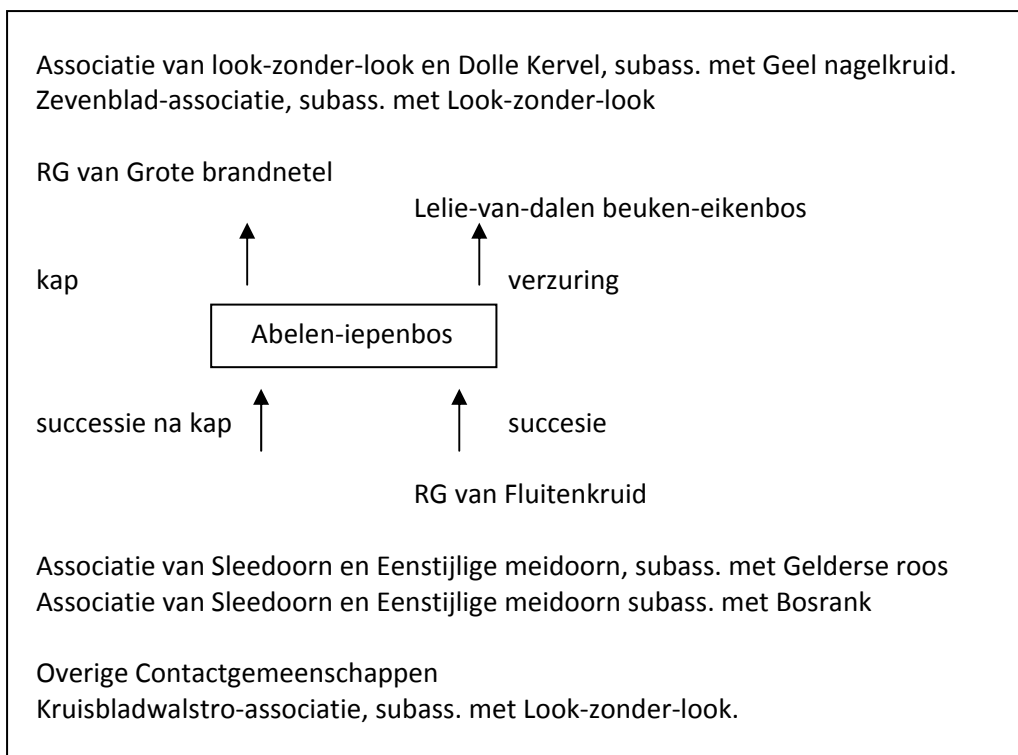 Associatie van look-zonder-look en Dolle Kervel, subass. met Geel nagelkruid.
Zevenblad-associatie, subass. met Look-zonder-look
RG van Grote brandnetel
Lelie-van-dalen beuken-eikenbos
kap verzuring
Abelen-iepenbos
successie na kap succesie
RG van Fluitenkruid
Associatie van Sleedoorn en Eenstijlige meidoorn, subass. met Gelderse roos
Associatie van Sleedoorn en Eenstijlige meidoorn subass. met Bosrank
Overige Contactgemeenschappen
Kruisbladwalstro-associatie, subass. met Look-zonder-look.